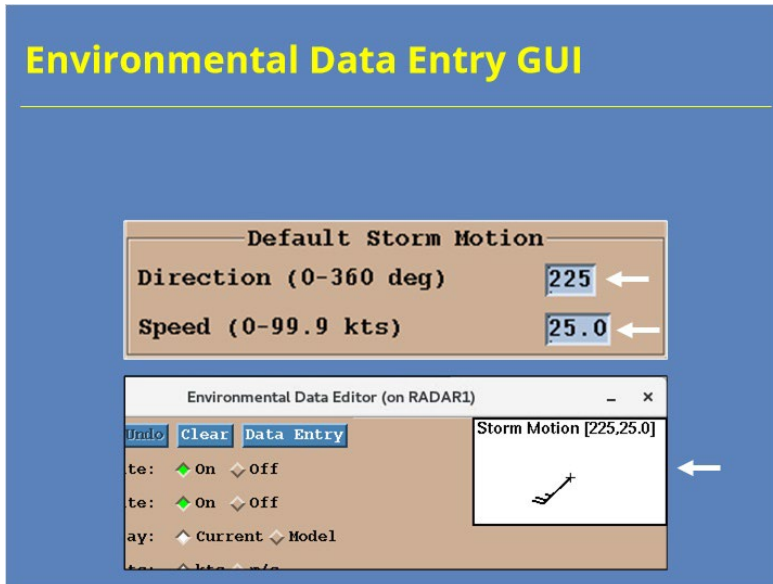 Environmental Data Entry GUI
Default Storm Motion
Direction (0-360 deg) 225
Speed (0-99.9 kts) 25.0
Environmental Data Editor (on RADAR1)
Undo Clear Data Entry
Storm Motion [225,25.0]
te: On Off
te: On Off
ay: Current Model